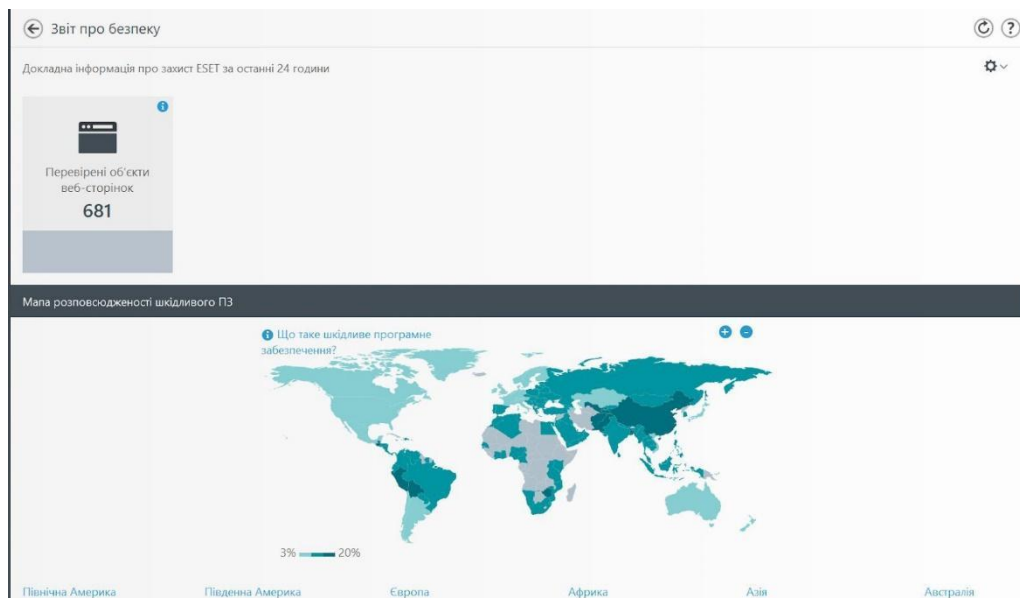 Звіт про безпеку
Докладна інформація про захист ESET за останні 24 години
Перевірені об'єкти
веб-сторінок
681
Мапа розповсюдженості шкідливого ПЗ
Що таке шкідливе програмне
забезпечення?
3% 20%
Північна Америка Південна Америка Європа Африка Азія Австралія